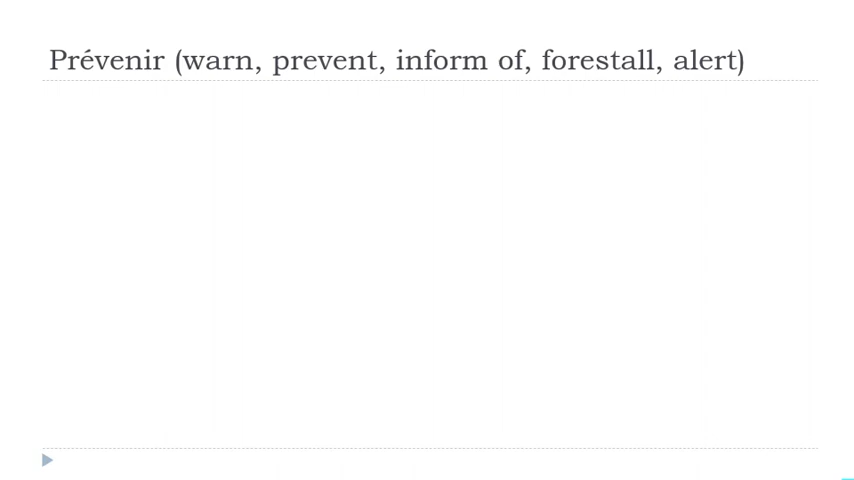 Prévenir (warn, prevent, inform of, forestall, alert)